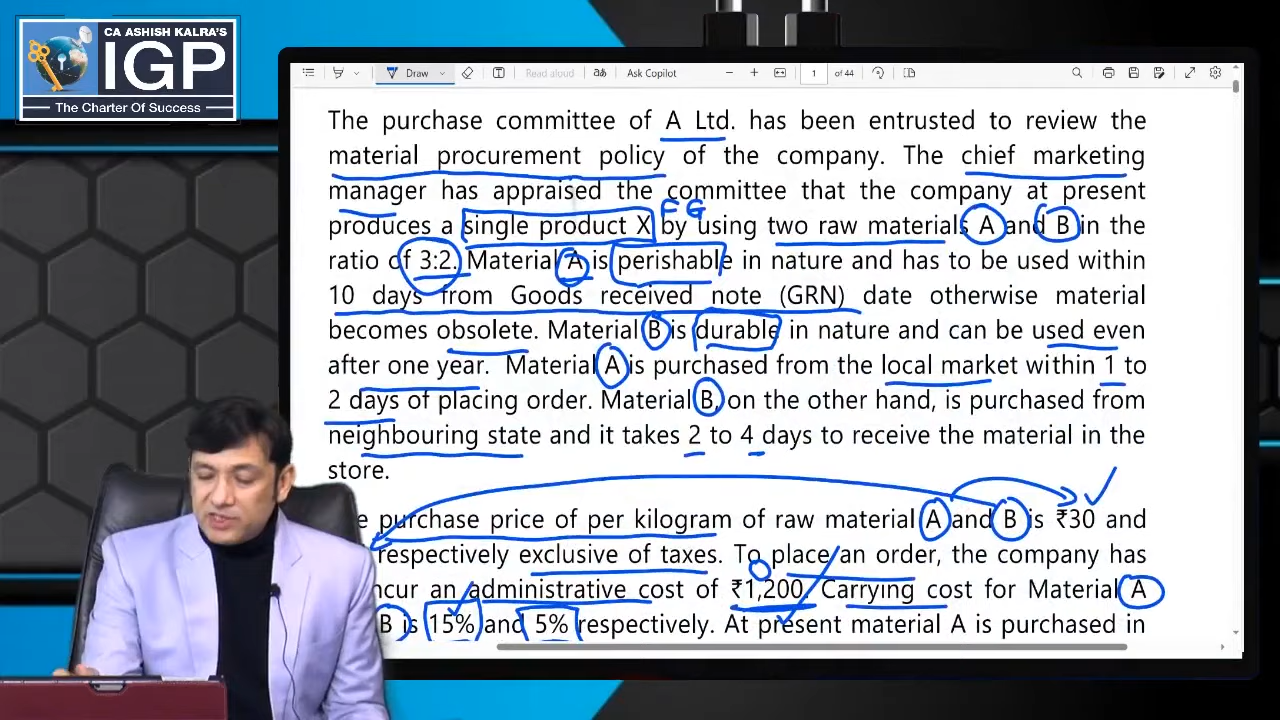 CA ASHISH KALRA'S
IGP
The Charter Of Success
Draw
Read aloud
Ask Copilot
1
of 44
The purchase committee of A Ltd. has been entrusted to review the
material procurement policy of the company. The chief marketing
manager has appraised the committee that the company at present
FG
produces a single product X by using two raw materials A and B in the
ratio of 3:2. Material A is perishable in nature and has to be used within
10 days from Goods received note (GRN) date otherwise material
becomes obsolete. Material B is durable in nature and can be used even
after one year. Material A is purchased from the local market within 1 to
2 days of placing order. Material B, on the other hand, is purchased from
neighbouring state and it takes 2 to 4 days to receive the material in the
store.
purchase price of per kilogram of raw material A and B is ₹30 and
respectively exclusive of taxes. To place an order, the company has
an administrative cost of ₹1,200. Carrying cost for Material A
O
B is 15% and 5% respectively. At present material A is purchased in